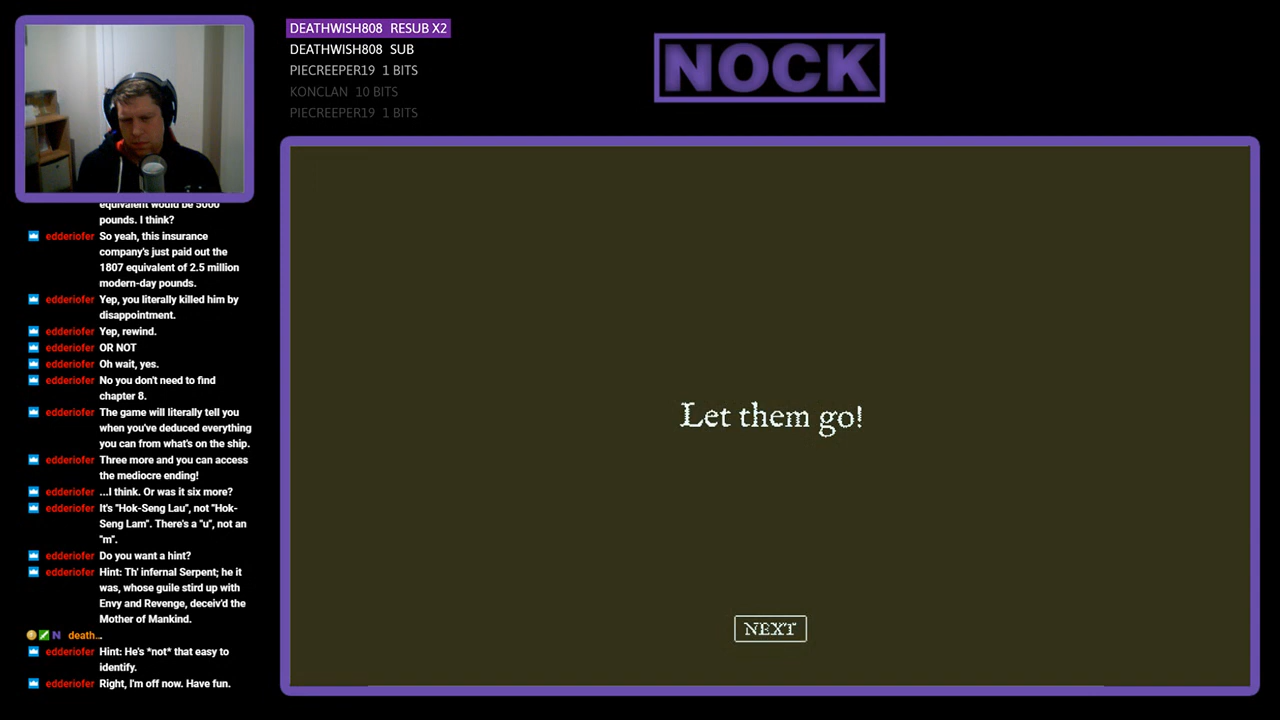 DEATHWISH808 RESUB X2
DEATHWISH808 SUB
PIECREEPER19 1 BITS
KONCLAN 10 BITS
PIECREEPER19 1 BITS
NOCK
equivalent would be 5000
pounds. I think?
edderiofer So yeah, this insurance
company's just paid out the
1807 equivalent of 2.5 million
modern-day pounds.
edderiofer Yep, you literally killed him by
disappointment.
edderiofer Yep, rewind.
edderiofer OR NOT
edderiofer Oh wait, yes.
edderiofer No you don't need to find
chapter 8.
edderiofer The game will literally tell you
when you've deduced everything
you can from what's on the ship.
edderiofer Three more and you can access
the mediocre ending!
edderiofer ...I think. Or was it six more?
edderiofer It's "Hok-Seng Lau", not "Hok-
Seng Lam". There's a "u", not an
"m".
edderiofer Do you want a hint?
edderiofer Hint: Th' infernal Serpent; he it
was, whose guile stird up with
Envy and Revenge, deceiv'd the
Mother of Mankind.
N death...
edderiofer Hint: He's *not* that easy to
identify.
edderiofer Right, I'm off now. Have fun.
Let them go!
NEXT